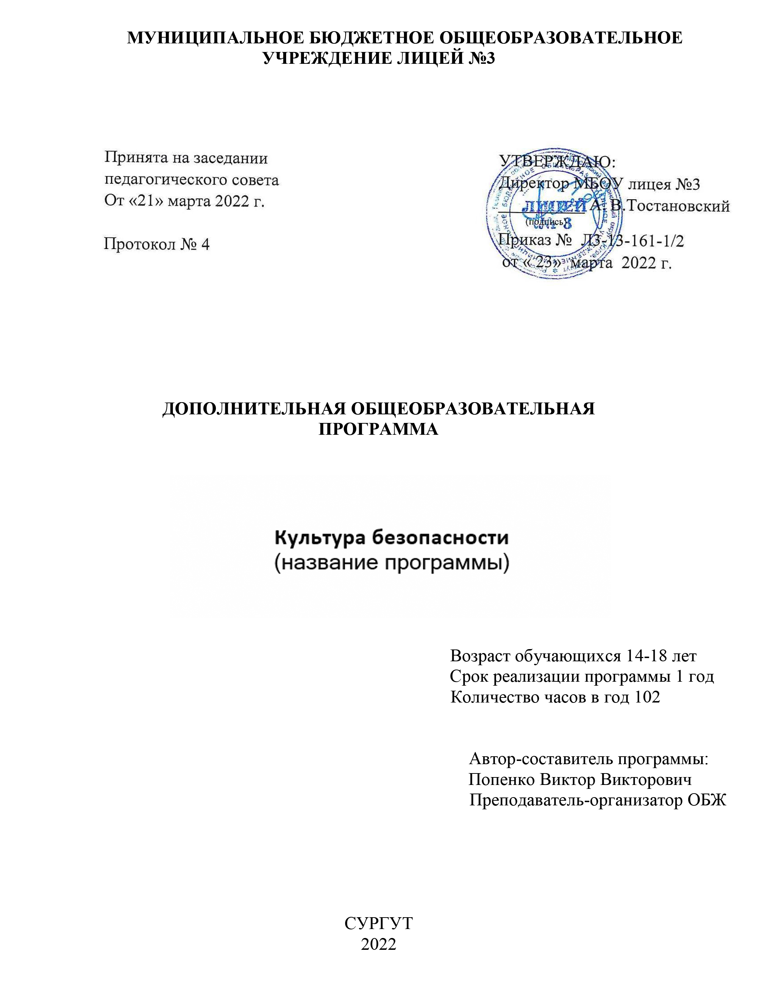 МУНИЦИПАЛЬНОЕ БЮДЖЕТНОЕ ОБЩЕОБРАЗОВАТЕЛЬНОЕ
УЧРЕЖДЕНИЕ ЛИЦЕЙ №3
Принята на заседании
педагогического совета
От «21» марта 2022 г.
Протокол № 4
УТВЕРЖДАЮ:
Директор МБОУ лицея №3
А. В.Тостановский
(подпись)
Приказ № Л3-13-161-1/2
от « 23» марта 2022 г.
ЛИЦЕЙ
№ 3
ДОПОЛНИТЕЛЬНАЯ ОБЩЕОБРАЗОВАТЕЛЬНАЯ
ПРОГРАММА
Культура безопасности
(название программы)
Возраст обучающихся 14-18 лет
Срок реализации программы 1 год
Количество часов в год 102
Автор-составитель программы:
Попенко Виктор Викторович
Преподаватель-организатор ОБЖ
СУРГУТ
2022